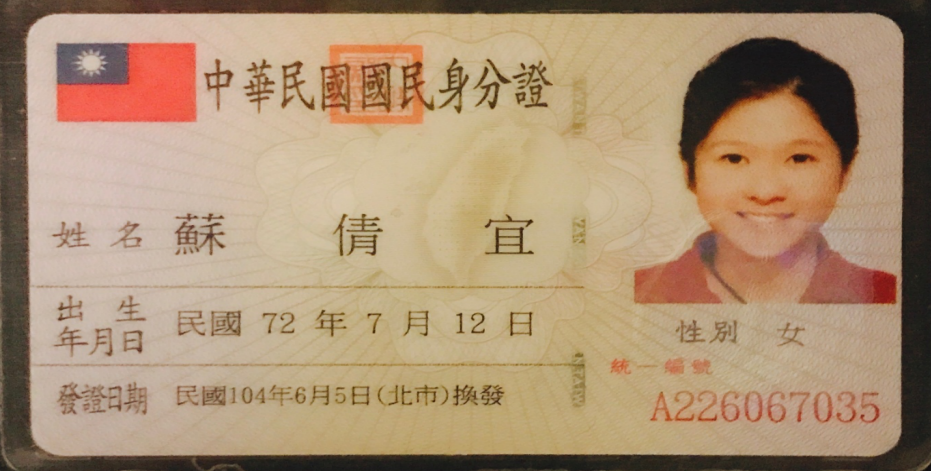 中華民國國民身分證
姓名 蘇倩宜
出生年月日 民國 72 年 7 月 12 日
性別 女
發證日期 民國104年6月5日(北市)換發
統一編號
A226067035